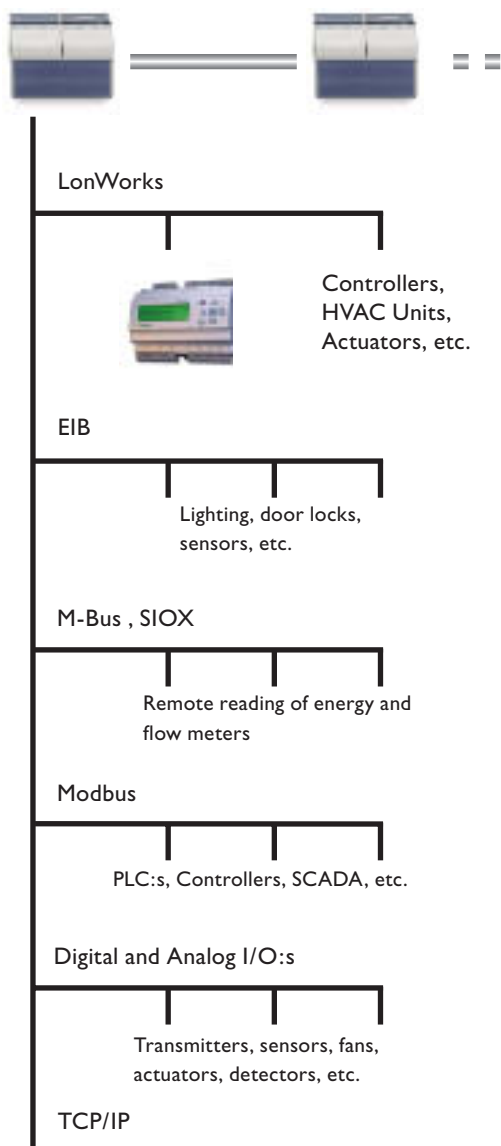 LonWorks
Controllers,
HVAC Units,
Actuators, etc.
EIB
Lighting, door locks,
sensors, etc.
M-Bus , SIOX
Remote reading of energy and
flow meters
Modbus
PLC:s, Controllers, SCADA, etc.
Digital and Analog I/O:s
Transmitters, sensors, fans,
actuators, detectors, etc.
TCP/IP